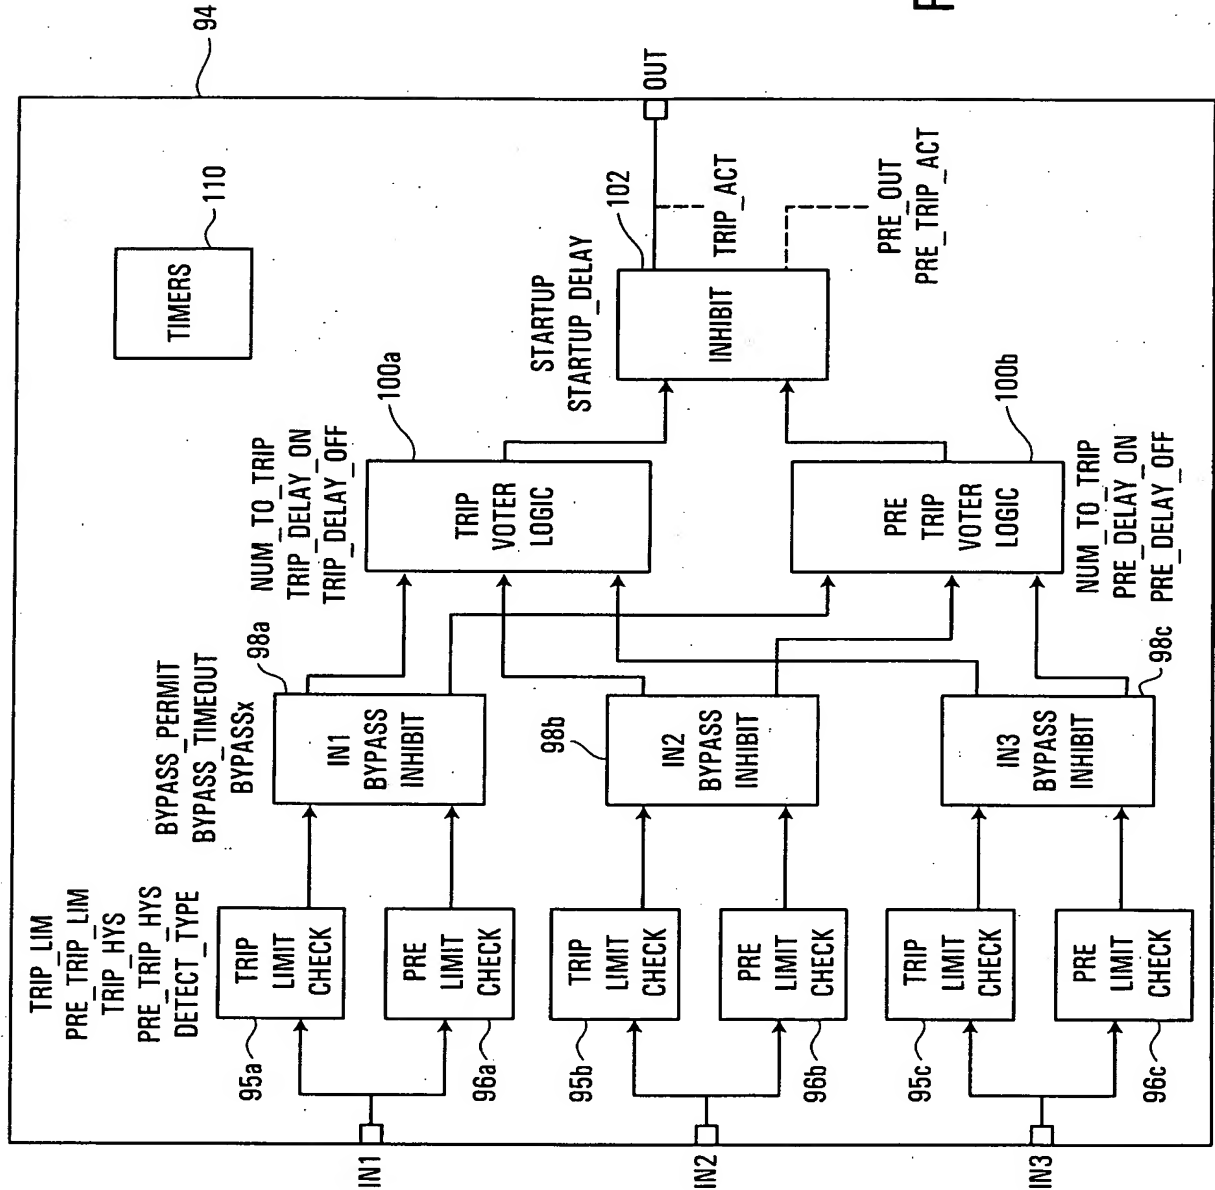 94
TIMERS
110
TRIP_LIM
PRE_TRIP_LIM
TRIP_HYS
PRE_TRIP_HYS
DETECT_TYPE
BYPASS_PERMIT
BYPASS_TIMEOUT
BYPASSx
NUM_TO_TRIP
TRIP_DELAY_ON
TRIP_DELAY_OFF
STARTUP
STARTUP_DELAY
IN1
95a
TRIP
LIMIT
CHECK
96a
PRE
LIMIT
CHECK
98a
IN1
BYPASS
INHIBIT
100a
TRIP
VOTER
LOGIC
102
INHIBIT
OUT
TRIP_ACT
PRE_OUT
PRE_TRIP_ACT
IN2
95b
TRIP
LIMIT
CHECK
96b
PRE
LIMIT
CHECK
98b
IN2
BYPASS
INHIBIT
PRE
TRIP
VOTER
LOGIC
100b
NUM_TO_TRIP
PRE_DELAY_ON
PRE_DELAY_OFF
IN3
95c
TRIP
LIMIT
CHECK
96c
PRE
LIMIT
CHECK
IN3
BYPASS
INHIBIT
98c